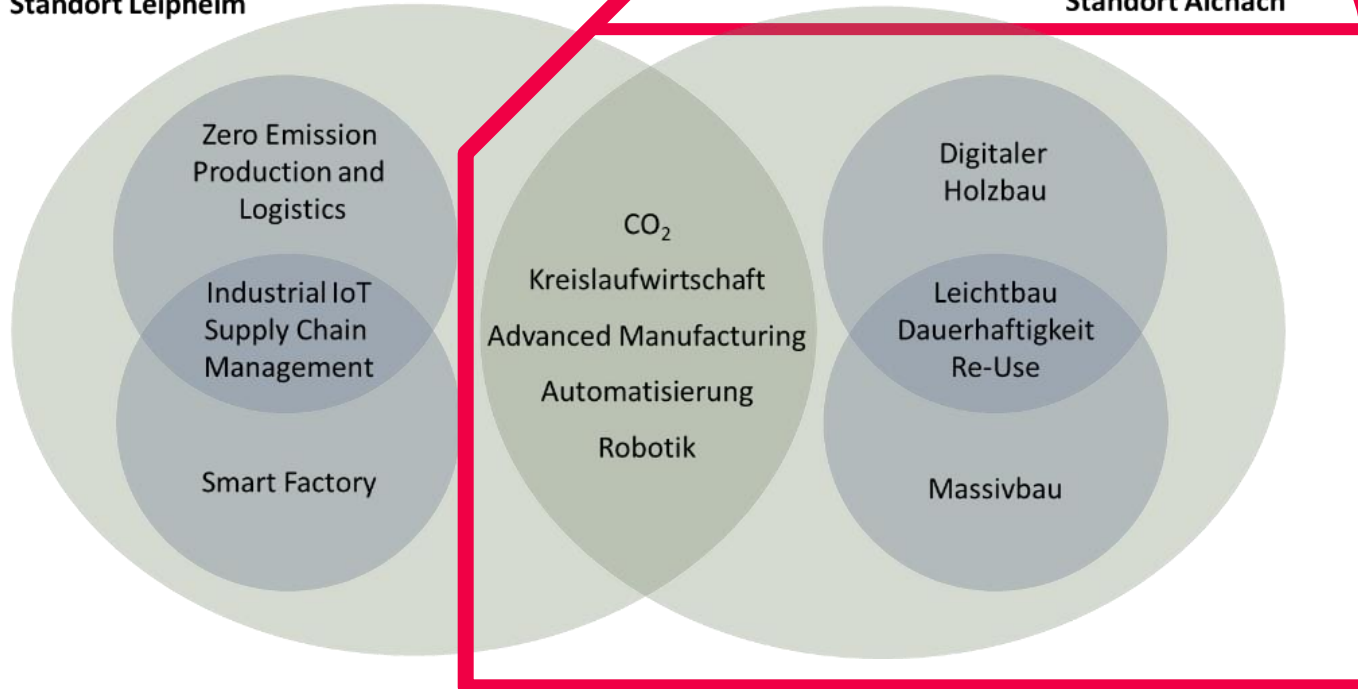 Standort Leipheim
Standort Aichach
Zero Emission
Production and
Logistics
Industrial IoT
Supply Chain
Management
Smart Factory
CO₂
Kreislaufwirtschaft
Advanced Manufacturing
Automatisierung
Robotik
Digitaler
Holzbau
Leichtbau
Dauerhaftigkeit
Re-Use
Massivbau